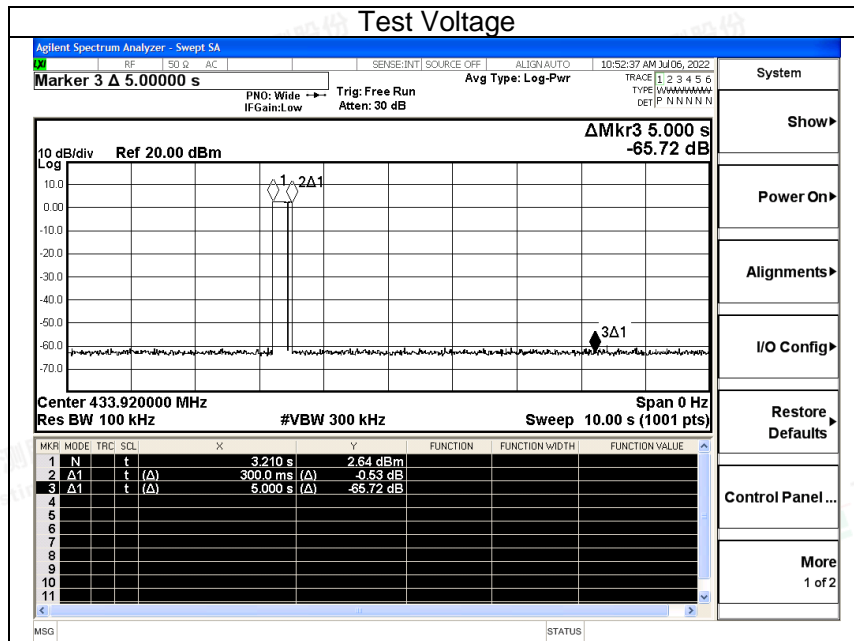 Test Voltage
Agilent Spectrum Analyzer - Swept SA
RF 50 Ω AC SENSE:INT SOURCE OFF ALIGN AUTO 10:52:37 AM Jul 06, 2022
Marker 3 Δ 5.00000 s
PNO: Wide
IFGain:Low
Trig: Free Run
Atten: 30 dB
Avg Type: Log-Pwr
TRACE 1 2 3 4 5 6
TYPE WWWWWW
DET P N N N N N
ΔMkr3 5.000 s
-65.72 dB
10 dB/div Ref 20.00 dBm
Log
10.0
0.00
-10.0
-20.0
-30.0
-40.0
-50.0
-60.0
-70.0
1 2Δ1
3Δ1
Center 433.920000 MHz Span 0 Hz
Res BW 100 kHz #VBW 300 kHz Sweep 10.00 s (1001 pts)
MKR MODE TRC SCL X Y FUNCTION FUNCTION WIDTH FUNCTION VALUE
1 N t 3.210 s 2.64 dBm
2 Δ1 t (Δ) 300.0 ms (Δ) -0.53 dB
3 Δ1 t (Δ) 5.000 s (Δ) -65.72 dB
4
5
6
7
8
9
10
11
MSG STATUS
System
Show
Power On
Alignments
I/O Config
Restore
Defaults
Control Panel ...
More
1 of 2